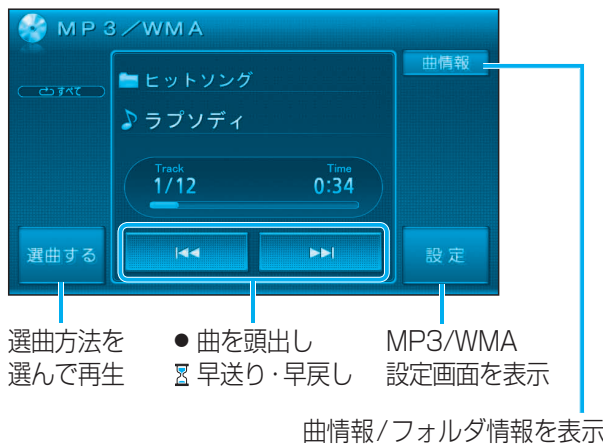 MP3/WMA
曲情報
すべて
ヒットソング
ラプソディ
Track Time
1/12 0:34
選曲する
設定
選曲方法を
選んで再生
● 曲を頭出し
早送り・早戻し
MP3/WMA
設定画面を表示
曲情報/フォルダ情報を表示